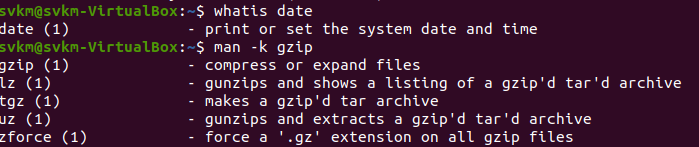 svkm@svkm-VirtualBox:~$ whatis date
date (1)             - print or set the system date and time
svkm@svkm-VirtualBox:~$ man -k gzip
gzip (1)             - compress or expand files
lz (1)               - gunzips and shows a listing of a gzip'd tar'd archive
tgz (1)              - makes a gzip'd tar archive
uz (1)               - gunzips and extracts a gzip'd tar'd archive
zforce (1)           - force a '.gz' extension on all gzip files